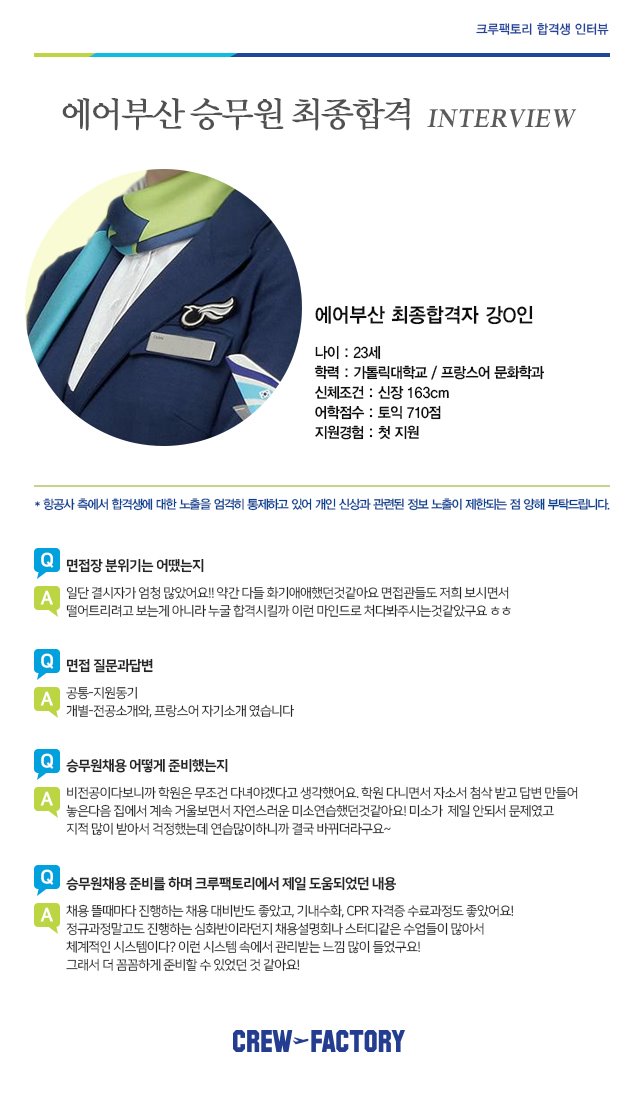 크루팩토리 합격생 인터뷰
에어부산 승무원 최종합격 INTERVIEW
에어부산 최종합격자 강O인
나이 : 23세
학력 : 가톨릭대학교 / 프랑스어 문화학과
신체조건 : 신장 163cm
어학점수 : 토익 710점
지원경험 : 첫 지원
* 항공사 측에서 합격생에 대한 노출을 엄격히 통제하고 있어 개인 신상과 관련된 정보 노출이 제한되는 점 양해 부탁드립니다.
Q 면접장 분위기는 어땠는지
A 일단 결시자가 엄청 많았어요!! 약간 다들 화기애애했던것같아요 면접관들도 저희 보시면서
떨어트리려고 보는게 아니라 누굴 합격시킬까 이런 마인드로 처다봐주시는것같았구요 ㅎㅎ
Q 면접 질문과답변
A 공통-지원동기
개별-전공소개와, 프랑스어 자기소개 였습니다
Q 승무원채용 어떻게 준비했는지
A 비전공이다보니까 학원은 무조건 다녀야겠다고 생각했어요. 학원 다니면서 자소서 첨삭 받고 답변 만들어
놓은다음 집에서 계속 거울보면서 자연스러운 미소연습했던것같아요! 미소가 제일 안되서 문제였고
지적 많이 받아서 걱정했는데 연습많이하니까 결국 바뀌더라구요~
Q 승무원채용 준비를 하며 크루팩토리에서 제일 도움되었던 내용
A 채용 뜰때마다 진행하는 채용 대비반도 좋았고, 기내수화, CPR 자격증 수료과정도 좋았어요!
정규과정말고도 진행하는 심화반이라던지 채용설명회나 스터디같은 수업들이 많아서
체계적인 시스템이다? 이런 시스템 속에서 관리받는 느낌 많이 들었구요!
그래서 더 꼼꼼하게 준비할 수 있었던 것 같아요!
CREW FACTORY